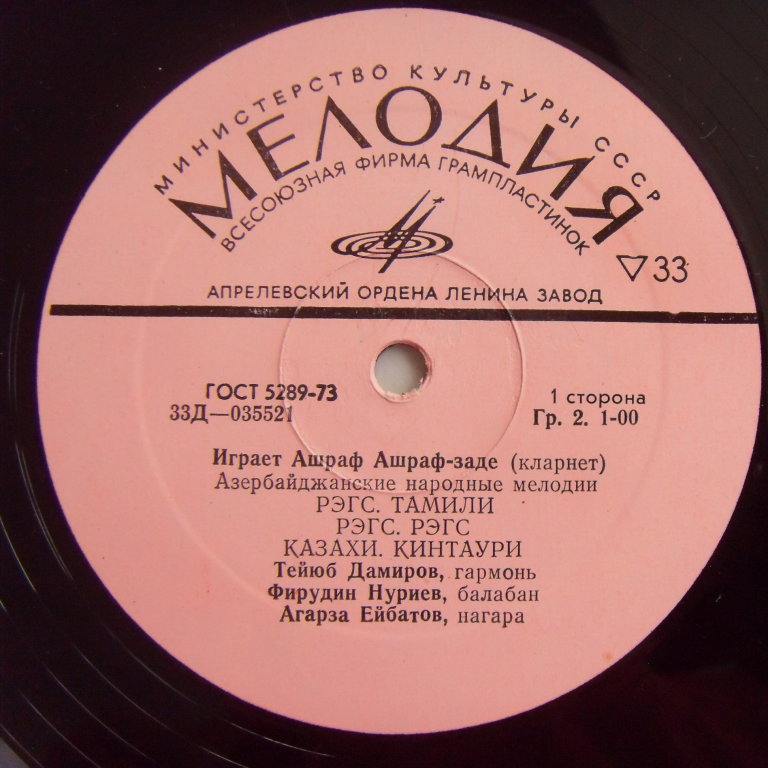 МИНИСТЕРСТВО КУЛЬТУРЫ СССР
МЕЛОДИЯ
ВСЕСОЮЗНАЯ ФИРМА ГРАМПЛАСТИНОК
33
АПРЕЛЕВСКИЙ ОРДЕНА ЛЕНИНА ЗАВОД
ГОСТ 5289-73
33Д—035521
1 сторона
Гр. 2. 1-00
Играет Ашраф Ашраф-заде (кларнет)
Азербайджанские народные мелодии
РЭГС. ТАМИЛИ
РЭГС. РЭГС
КАЗАХИ. КИНТАУРИ
Тейюб Дамиров, гармонь
Фирудин Нуриев, балабан
Агарза Ейбатов, нагара